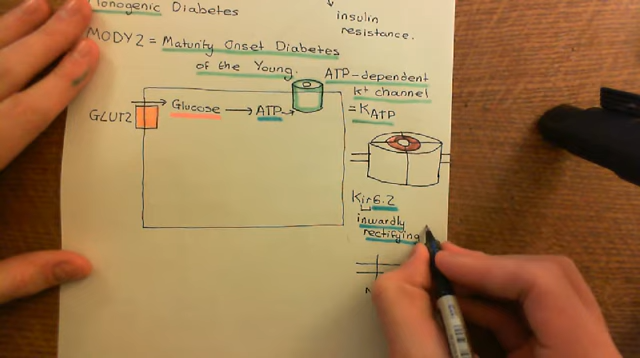 Monogenic Diabetes
insulin
resistance.
MODY2 = Maturity Onset Diabetes
of the Young.
ATP-dependent
K+ channel
= KATP
GLUT2
Glucose → ATP
Kir6.2
inwardly
rectifying